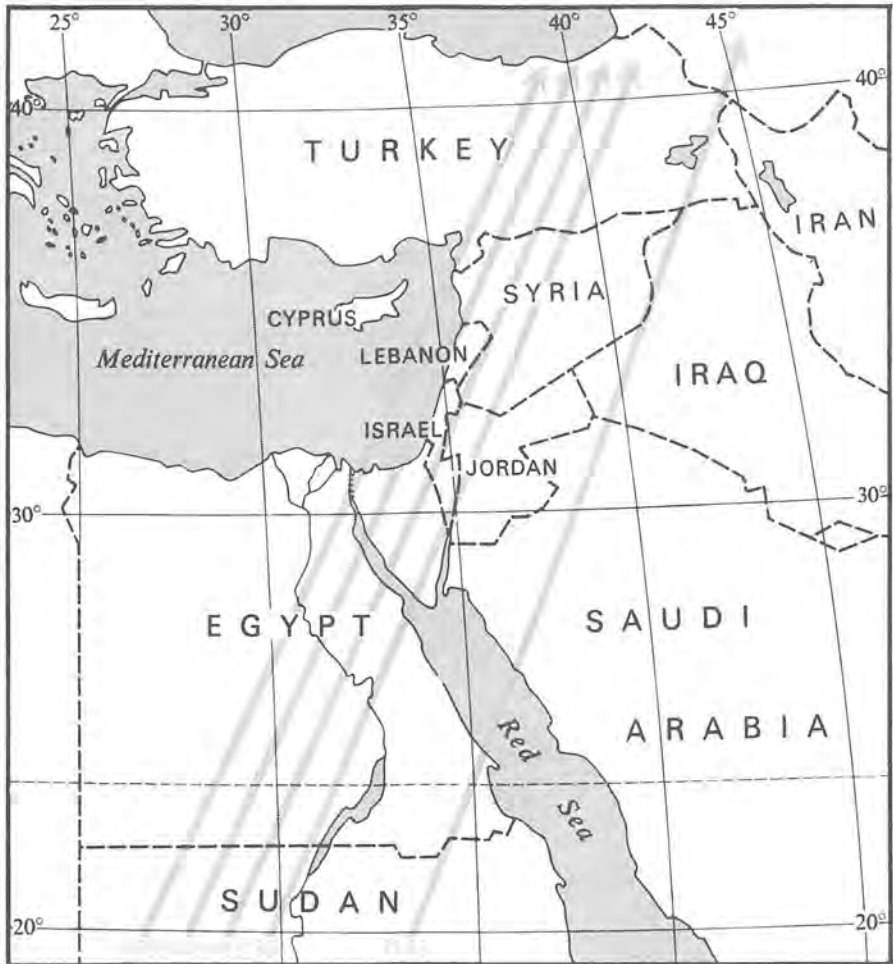 25° 30° 35° 40° 45°
40° 40°
TURKEY
IRAN
SYRIA
CYPRUS
Mediterranean Sea
LEBANON
IRAQ
ISRAEL
JORDAN
30° 30°
EGYPT
SAUDI
ARABIA
Red
Sea
SUDAN
20° 20°